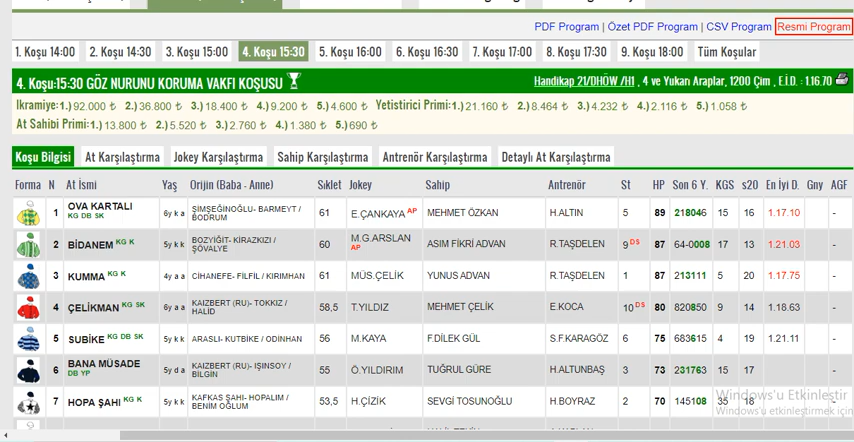 PDF Program | Özet PDF Program | CSV Program Resmi Program
1. Koşu 14:00 2. Koşu 14:30 3. Koşu 15:00 4. Koşu 15:30 5. Koşu 16:00 6. Koşu 16:30 7. Koşu 17:00 8. Koşu 17:30 9. Koşu 18:00 Tüm Koşular
4. Koşu:15:30 GÖZ NURUNU KORUMA VAKFI KOŞUSU Handikap 21/DHÖW /H1 , 4 ve Yukarı Araplar, 1200 Çim , E.İ.D. : 1.16.70
Ikramiye:1.) 92.000 ₺ 2.) 36.800 ₺ 3.) 18.400 ₺ 4.) 9.200 ₺ 5.) 4.600 ₺ Yetistirici Primi:1.) 21.160 ₺ 2.) 8.464 ₺ 3.) 4.232 ₺ 4.) 2.116 ₺ 5.) 1.058 ₺
At Sahibi Primi:1.) 13.800 ₺ 2.) 5.520 ₺ 3.) 2.760 ₺ 4.) 1.380 ₺ 5.) 690 ₺
Koşu Bilgisi At Karşılaştırma Jokey Karşılaştırma Sahip Karşılaştırma Antrenör Karşılaştırma Detaylı At Karşılaştırma
Forma N At İsmi Yaş Orijin (Baba - Anne) Sıklet Jokey Sahip Antrenör St HP Son 6 Y. KGS s20 En İyi D. Gny AGF
1 OVA KARTALI KG DB SK 6y k a ŞİMŞEĞİNOĞLU- BARMEYT / BODRUM 61 E.ÇANKAYA AP MEHMET ÖZKAN H.ALTIN 5 89 218046 15 16 1.17.10 -
2 BİDANEM KG K 5y k k BOZYİĞİT- KİRAZKIZI / ŞÖVALYE 60 M.G.ARSLAN AP ASIM FİKRİ ADVAN R.TAŞDELEN 9 DS 87 64-0008 17 13 1.21.03 -
3 KUMMA KG K 4y a a CİHANEFE- FİLFİL / KIRIMHAN 61 MÜS.ÇELİK YUNUS ADVAN R.TAŞDELEN 1 87 213111 5 20 1.17.75 -
4 ÇELİKMAN KG SK 6y a a KAIZBERT (RU)- TOKKIZ / HALİD 58,5 T.YILDIZ MEHMET ÇELİK E.KOCA 10 DS 80 820850 9 14 1.18.63 -
5 SUBİKE KG DB SK 5y k k ARASLI- KUTBİKE / ODİNHAN 56 M.KAYA F.DİLEK GÜL S.F.KARAGÖZ 6 75 683615 4 19 1.21.11 -
6 BANA MÜSADE DB YP 5y d a KAIZBERT (RU)- IŞINSOY / BİLGİN 55 Ö.YILDIRIM TUĞRUL GÜRE H.ALTUNBAŞ 3 73 231763 15 17 -
7 HOPA ŞAHI KG K 5y k k KAFKAS ŞAHI- HOPALIM / BENİM OĞLUM 53,5 H.ÇİZİK SEVGİ TOSUNOĞLU H.BOYRAZ 2 70 145108 35 18 -
Windows'u Etkinleştir
Windows'u etkinleştirmek için